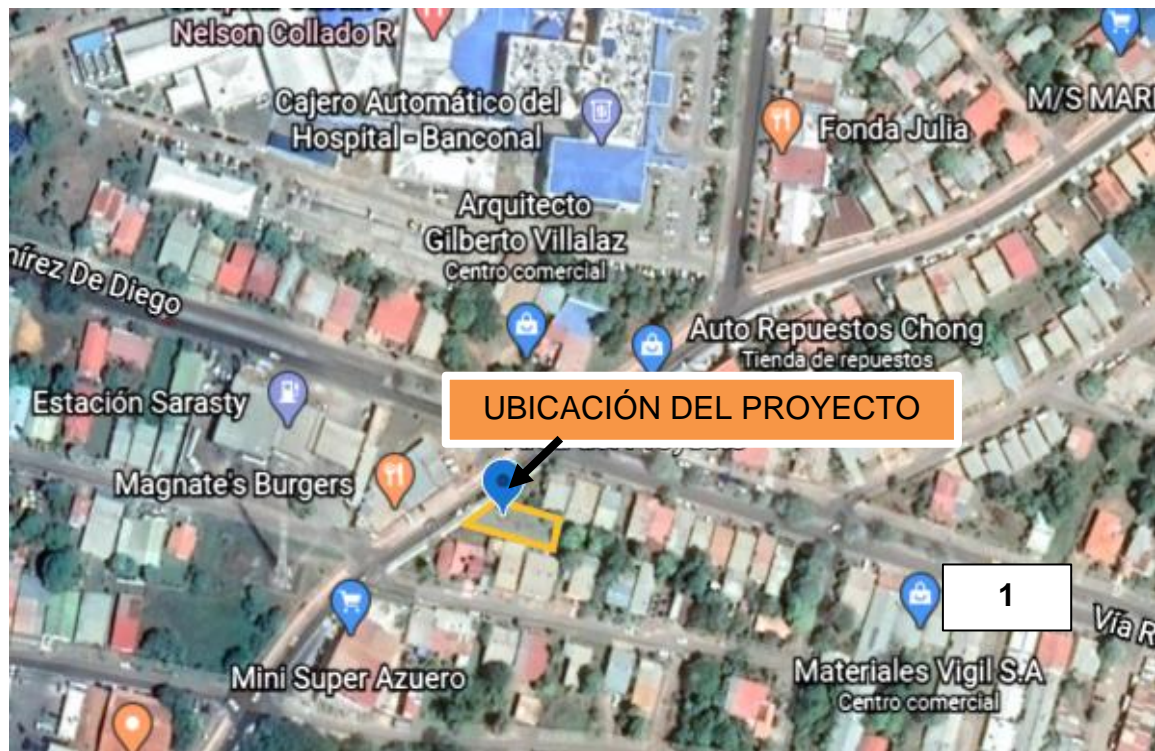 Nelson Collado R
Cajero Automático del
Hospital - Banconal
M/S MARI
Fonda Julia
Arquitecto
Gilberto Villalaz
Centro comercial
mírez De Diego
Auto Repuestos Chong
Tienda de repuestos
UBICACIÓN DEL PROYECTO
Estación Sarasty
Magnate's Burgers
1
Vía R
Mini Super Azuero
Materiales Vigil S.A
Centro comercial